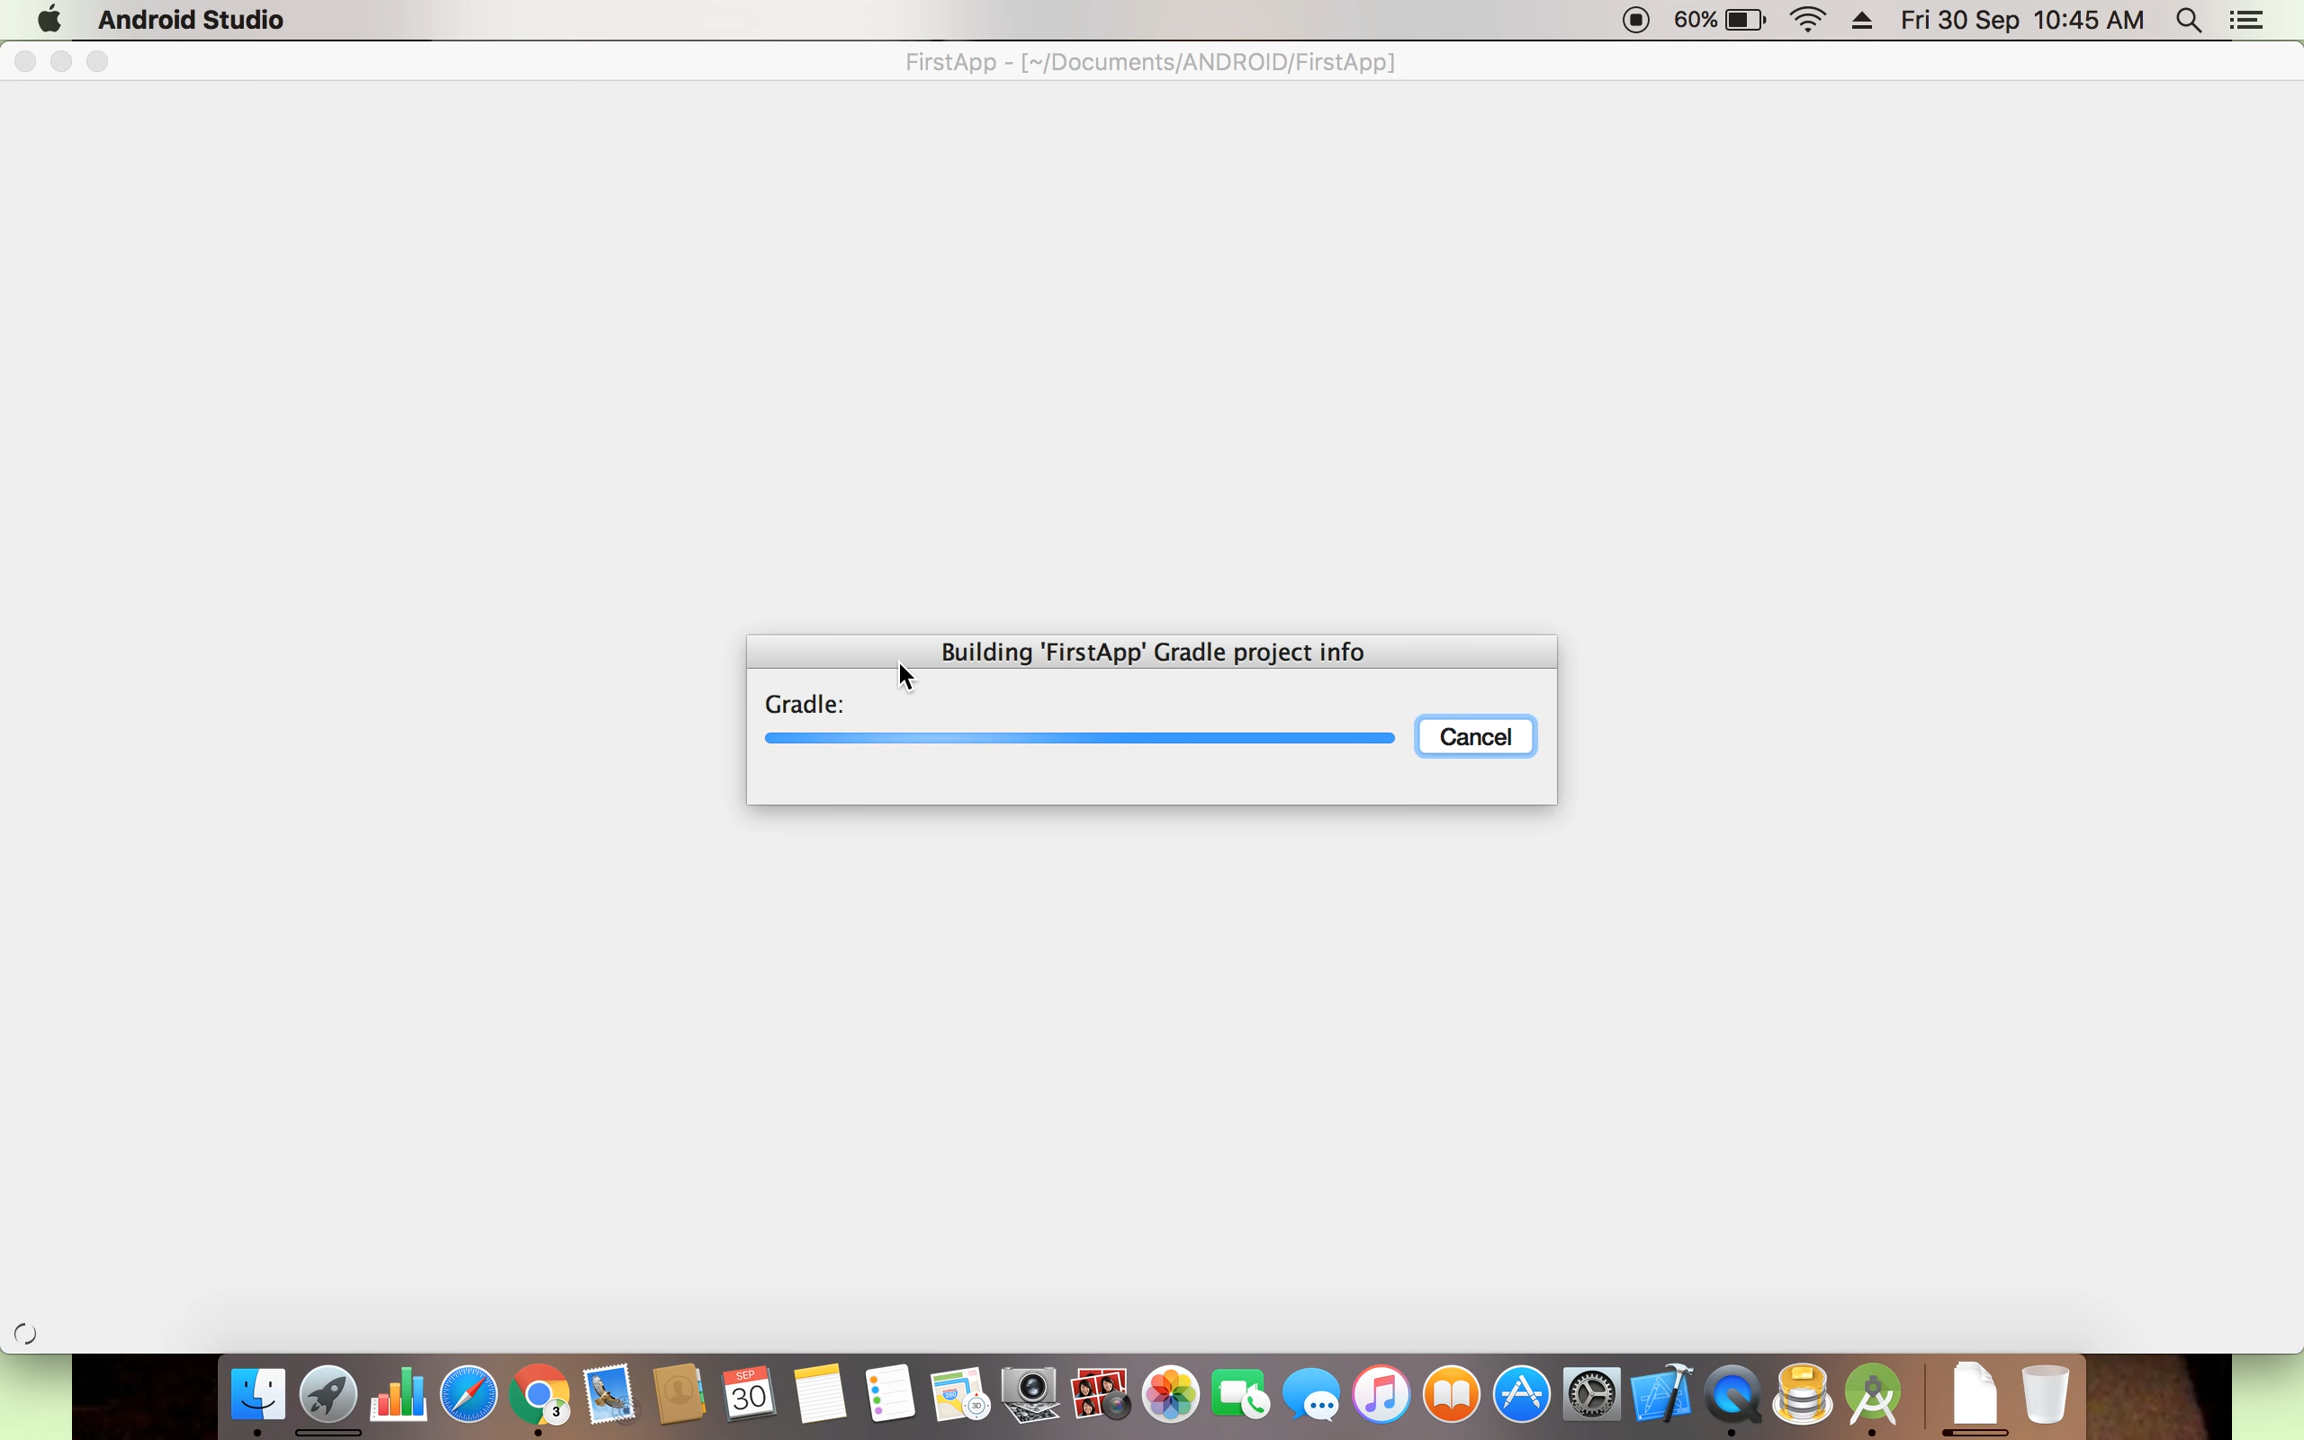 Android Studio
60%
Fri 30 Sep 10:45 AM
FirstApp - [~/Documents/ANDROID/FirstApp]
Building 'FirstApp' Gradle project info
Gradle:
Cancel
3
SEP
30
3D